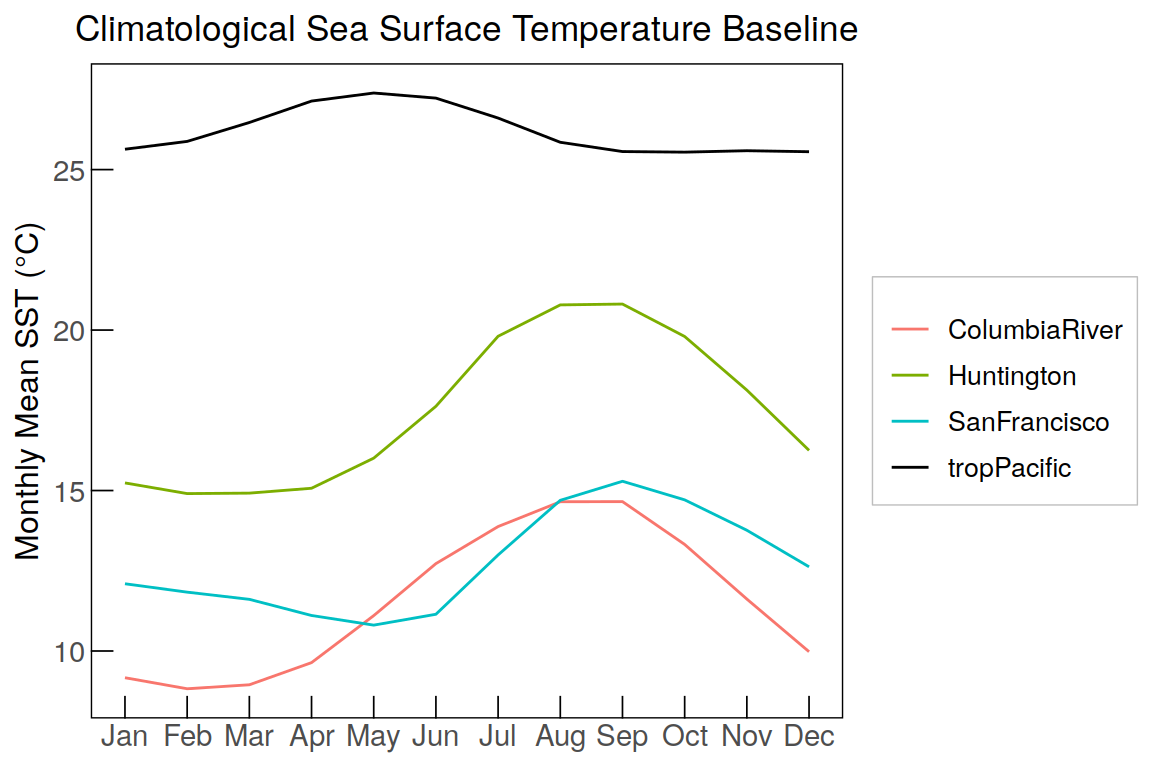 Climatological Sea Surface Temperature Baseline
Monthly Mean SST (°C)
25
20
15
10
Jan Feb Mar Apr May Jun Jul Aug Sep Oct Nov Dec
ColumbiaRiver
Huntington
SanFrancisco
tropPacific